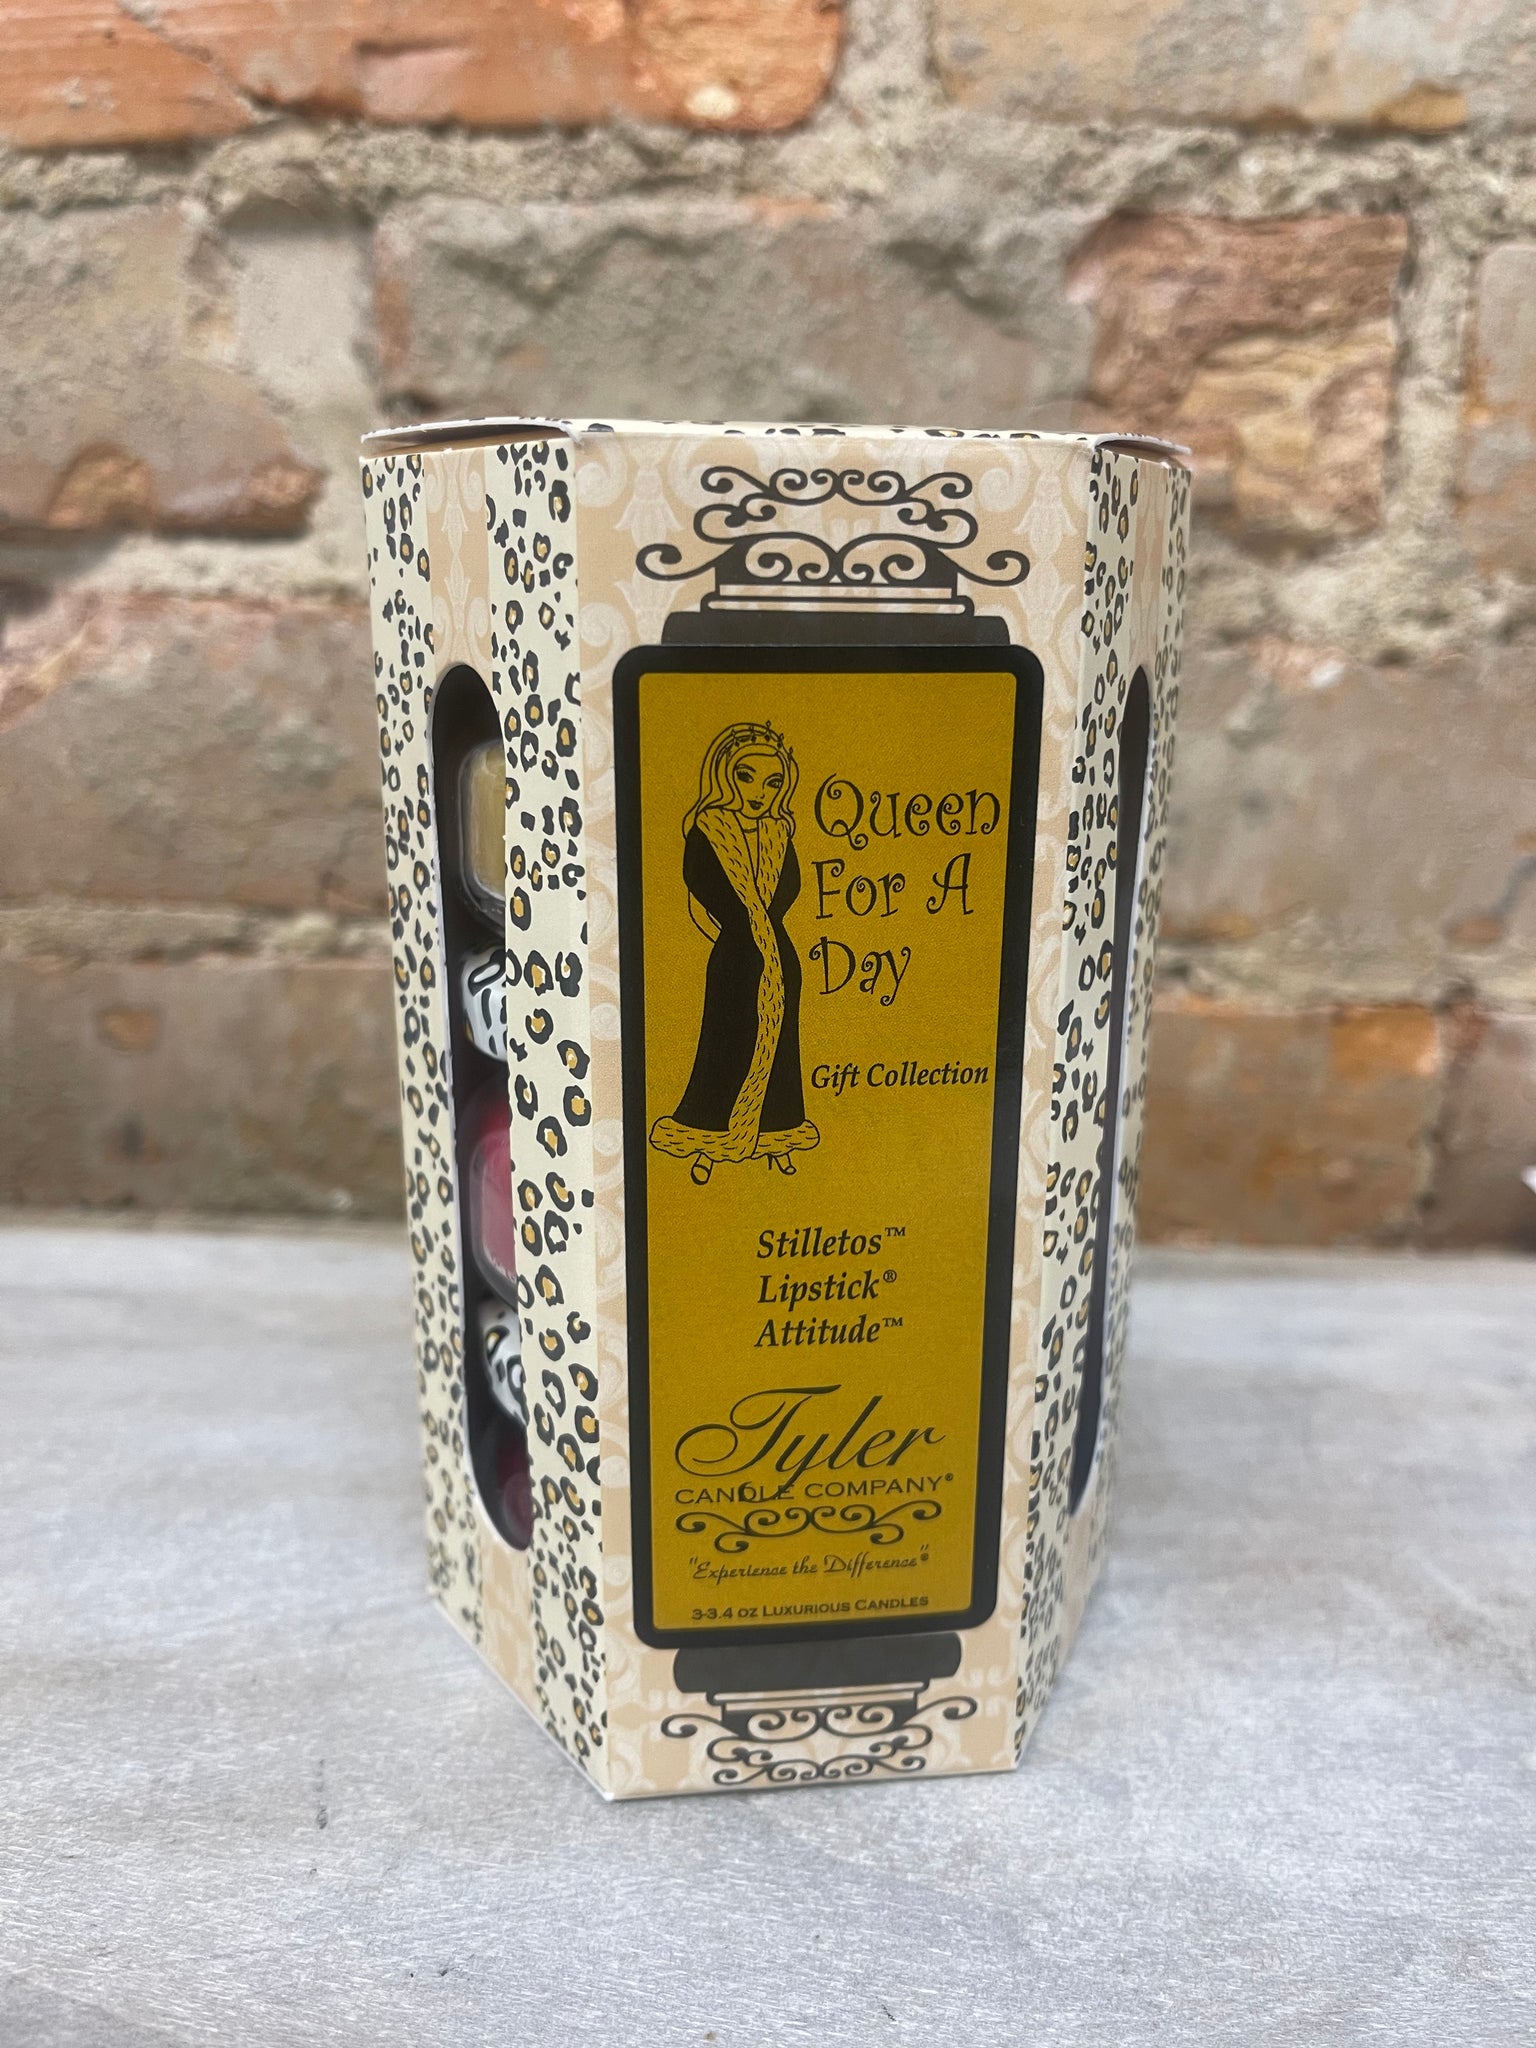 Queen
For A
Day
Gift Collection
Stilletos™
Lipstick®
Attitude™
Tyler
CANDLE COMPANY®
"Experience the Difference"®
3-3.4 oz Luxurious Candles